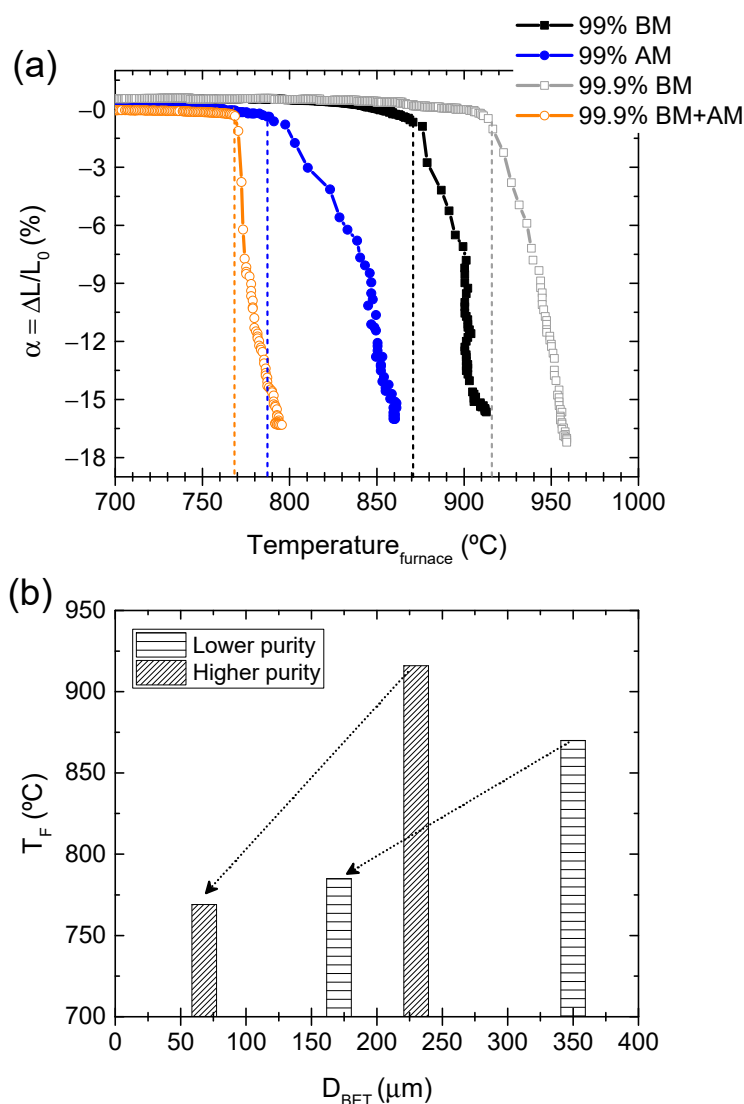 99% BM
99% AM
99.9% BM
99.9% BM+AM
(a)
–0
–3
–6
–9
–12
–15
–18
α = ΔL/L0 (%)
700 750 800 850 900 950 1000
Temperaturefurnace (ºC)
(b)
950
900
850
800
750
700
Lower purity
Higher purity
TF (ºC)
0 50 100 150 200 250 300 350 400
DBET (μm)